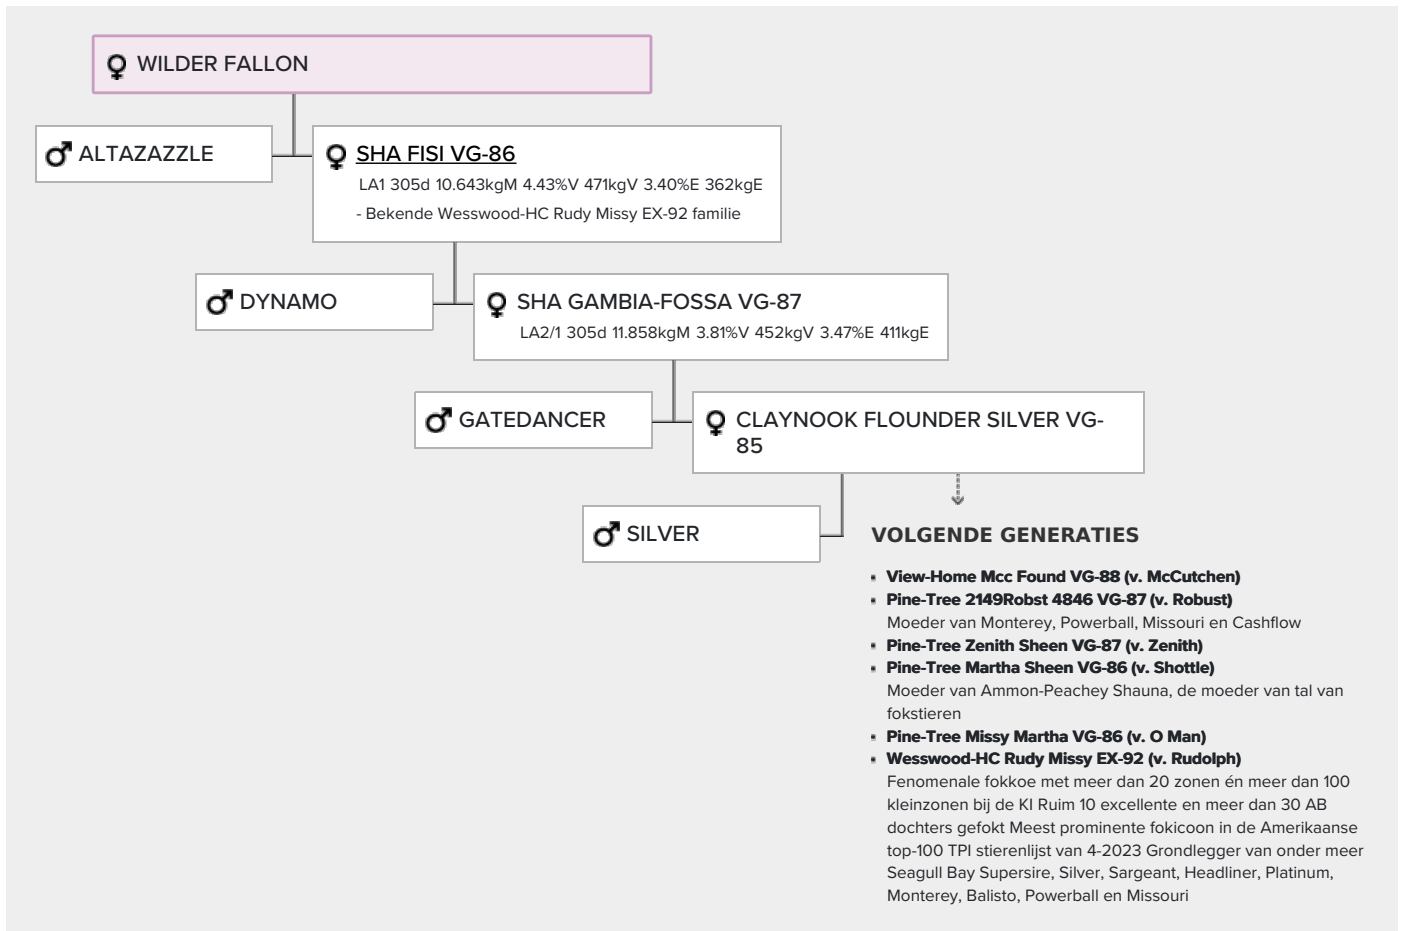 WILDER FALLON
ALTAZAZZLE
SHA FISI VG-86
LA1 305d 10.643kgM 4.43%V 471kgV 3.40%E 362kgE
- Bekende Wesswood-HC Rudy Missy EX-92 familie
DYNAMO
SHA GAMBIA-FOSSA VG-87
LA2/1 305d 11.858kgM 3.81%V 452kgV 3.47%E 411kgE
GATEDANCER
CLAYNOOK FLOUNDER SILVER VG-
85
SILVER
VOLGENDE GENERATIES
▪ View-Home Mcc Found VG-88 (v. McCutchen)
▪ Pine-Tree 2149Robst 4846 VG-87 (v. Robust)
Moeder van Monterey, Powerball, Missouri en Cashflow
▪ Pine-Tree Zenith Sheen VG-87 (v. Zenith)
▪ Pine-Tree Martha Sheen VG-86 (v. Shottle)
Moeder van Ammon-Peachey Shauna, de moeder van tal van
fokstieren
▪ Pine-Tree Missy Martha VG-86 (v. O Man)
▪ Wesswood-HC Rudy Missy EX-92 (v. Rudolph)
Fenomenale fokkoe met meer dan 20 zonen én meer dan 100
kleinzonen bij de KI Ruim 10 excellente en meer dan 30 AB
dochters gefokt Meest prominente fokicoon in de Amerikaanse
top-100 TPI stierenlijst van 4-2023 Grondlegger van onder meer
Seagull Bay Supersire, Silver, Sargeant, Headliner, Platinum,
Monterey, Balisto, Powerball en Missouri